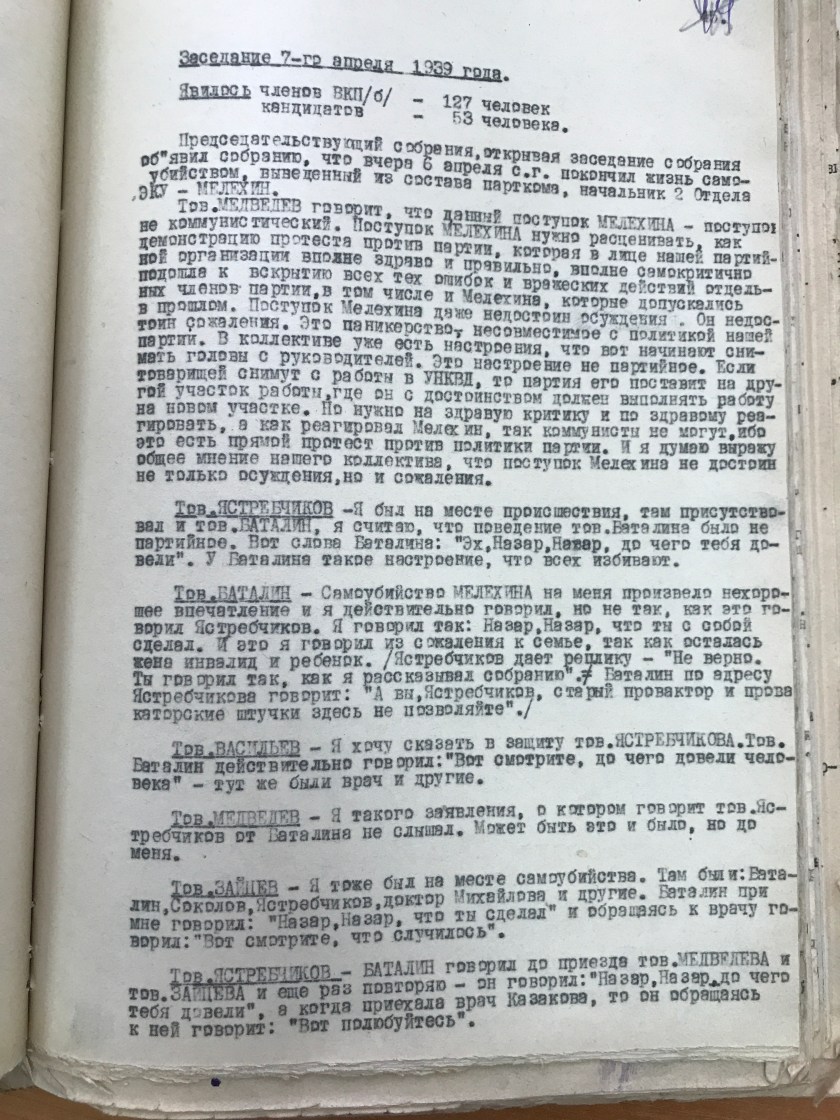 Заседание 7-го апреля 1939 года.
Явилось членов ВКП/б/ - 127 человек
кандидатов - 53 человека.
Председательствующий собрания,открывая заседание собрания
об"явил собранию, что вчера 6 апреля с.г. покончил жизнь само-
убийством, выведенный из состава парткома, начальник 2 Отдела
ЭКУ - МЕЛЕХИН.
Тов.МЕДВЕДЕВ говорит, что данный поступок МЕЛЕХИНА - поступок
не коммунистический. Поступок МЕЛЕХИНА нужно расценивать, как
демонстрацию протеста против партии, которая в лице нашей партий-
ной организации вполне здраво и правильно, вполне самокритично
подошла к вскрытию всех тех ошибок и вражеских действий отдель-
ных членов партии,в том числе и Мелехина, которые допускались
в прошлом. Поступок Мелехина даже недостоин осуждения . Он недос-
тоин сожаления. Это паникерство, несовместимое с политикой нашей
партии. В коллективе уже есть настроения, что вот начинают сни-
мать головы с руководителей. Это настроение не партийное. Если
товарищей снимут с работы в УНКВД, то партия его поставит на дру-
гой участок работы,где он с достоинством должен выполнять работу
на новом участке. Но нужно на здравую критику и по здравому реа-
гировать, а как реагировал Мелехин, так коммунисты не могут,ибо
это есть прямой протест против политики партии. И я думаю выражу
общее мнение нашего коллектива, что поступок Мелехина не достоин
не только осуждения,но и сожаления.
Тов.ЯСТРЕБЧИКОВ -Я был на месте происшествия, там присутство-
вал и тов.БАТАЛИН, я считаю, что поведение тов.Баталина было не
партийное. Вот слова Баталина: "Эх,Назар,Назар, до чего тебя до-
вели". У Баталина такое настроение, что всех избивают.
Тов.БАТАЛИН - Самоубийство МЕЛЕХИНА на меня произвело нехоро-
шее впечатление и я действительно говорил, но не так, как это го-
ворил Ястребчиков. Я говорил так: Назар,Назар, что ты с собой
сделал. И это я говорил из сожаления к семье, так как осталась
жена инвалид и ребенок. /Ястребчиков дает реплику - "Не верно.
Ты говорил так, как я рассказывал собранию"./ Баталин по адресу
Ястребчикова говорит: "А вы,Ястребчиков, старый провактор и прова
каторские штучки здесь не позволяйте"./
Тов.ВАСИЛЬЕВ - Я хочу сказать в защиту тов.ЯСТРЕБЧИКОВА.Тов.
Баталин действительно говорил:"Вот смотрите, до чего довели чело-
века" - тут же были врач и другие.
Тов.МЕДВЕДЕВ - Я такого заявления, о котором говорит тов.Яс-
требчиков от Баталина не слышал. Может быть это и было, но до
меня.
Тов.ЗАЙЦЕВ - Я тоже был на месте самоубийства. Там были:Бата-
лин,Соколов,Ястребчиков,доктор Михайлова и другие. Баталин при
мне говорил: "Назар,Назар, что ты сделал" и обращаясь к врачу го-
ворил:"Вот смотрите, что случилось".
Тов.ЯСТРЕБЧИКОВ - БАТАЛИН говорил до приезда тов.МЕДВЕДЕВА и
тов.ЗАЙЦЕВА и еще раз повторяю - он говорил:"Назар,Назар,до чего
тебя довели", а когда приехала врач Казакова, то он обращаясь
к ней говорит: "Вот полюбуйтесь".